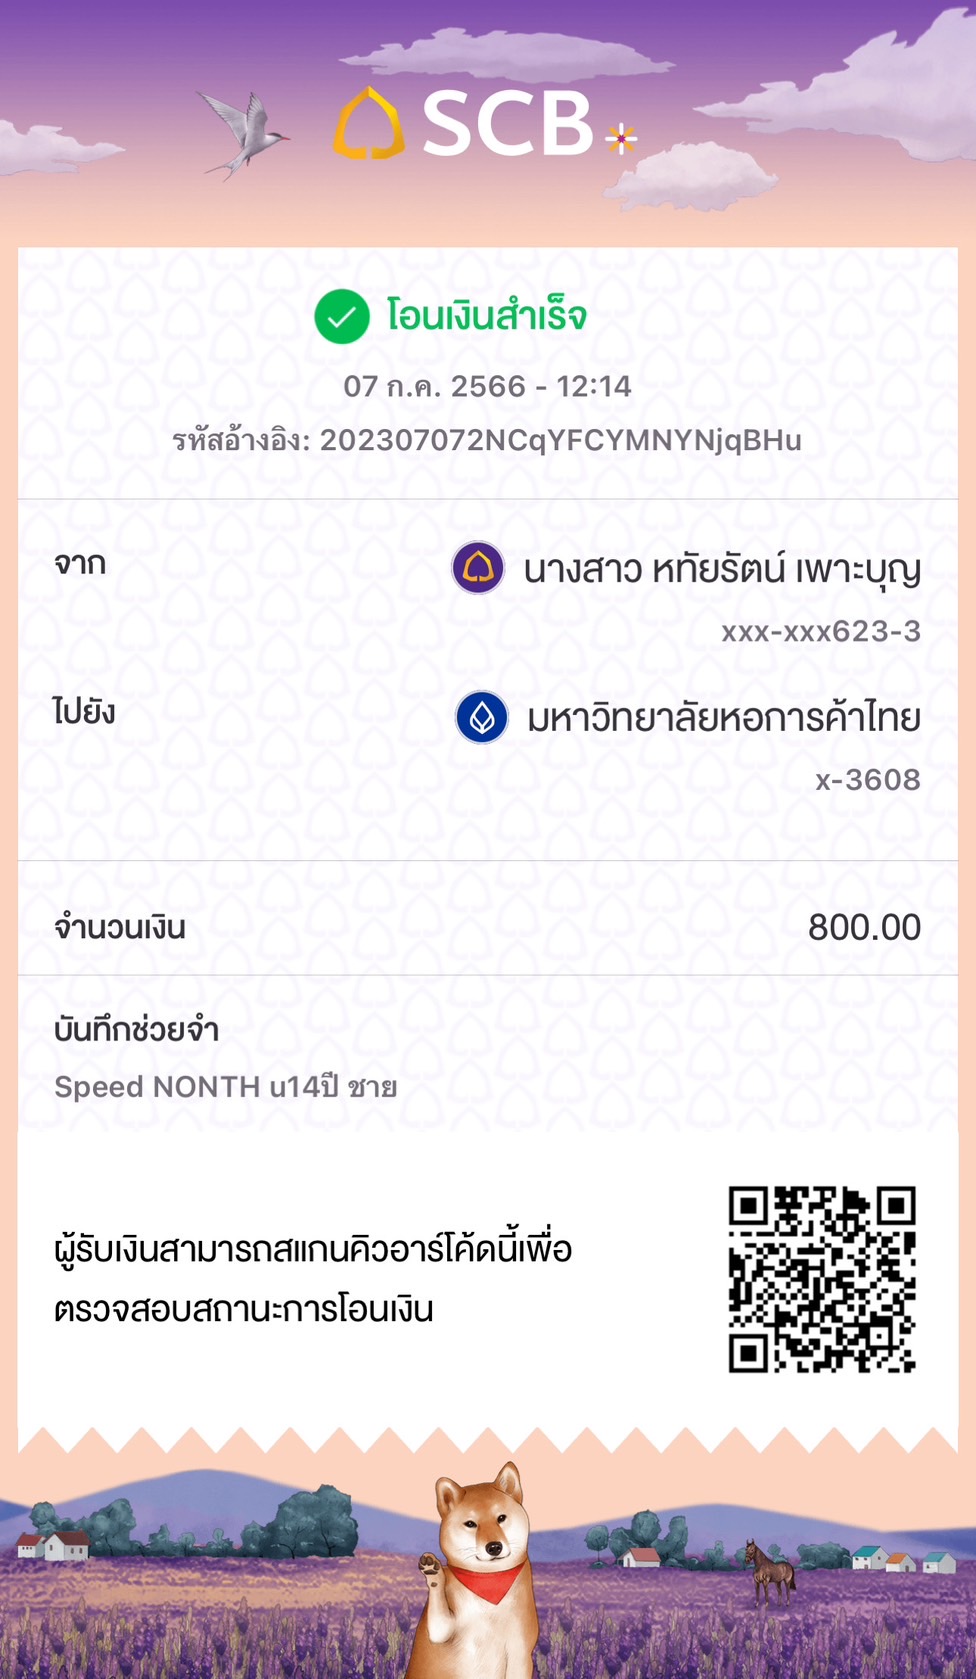 SCB
โอนเงินสำเร็จ
07 ก.ค. 2566 - 12:14
รหัสอ้างอิง: 202307072NCqYFCYMNYNjqBHu
จาก
นางสาว หทัยรัตน์ เพาะบุญ
xxx-xxx623-3
ไปยัง
มหาวิทยาลัยหอการค้าไทย
x-3608
จำนวนเงิน
800.00
บันทึกช่วยจำ
Speed NONTH u14ปี ชาย
ผู้รับเงินสามารถสแกนคิวอาร์โค้ดนี้เพื่อ
ตรวจสอบสถานะการโอนเงิน